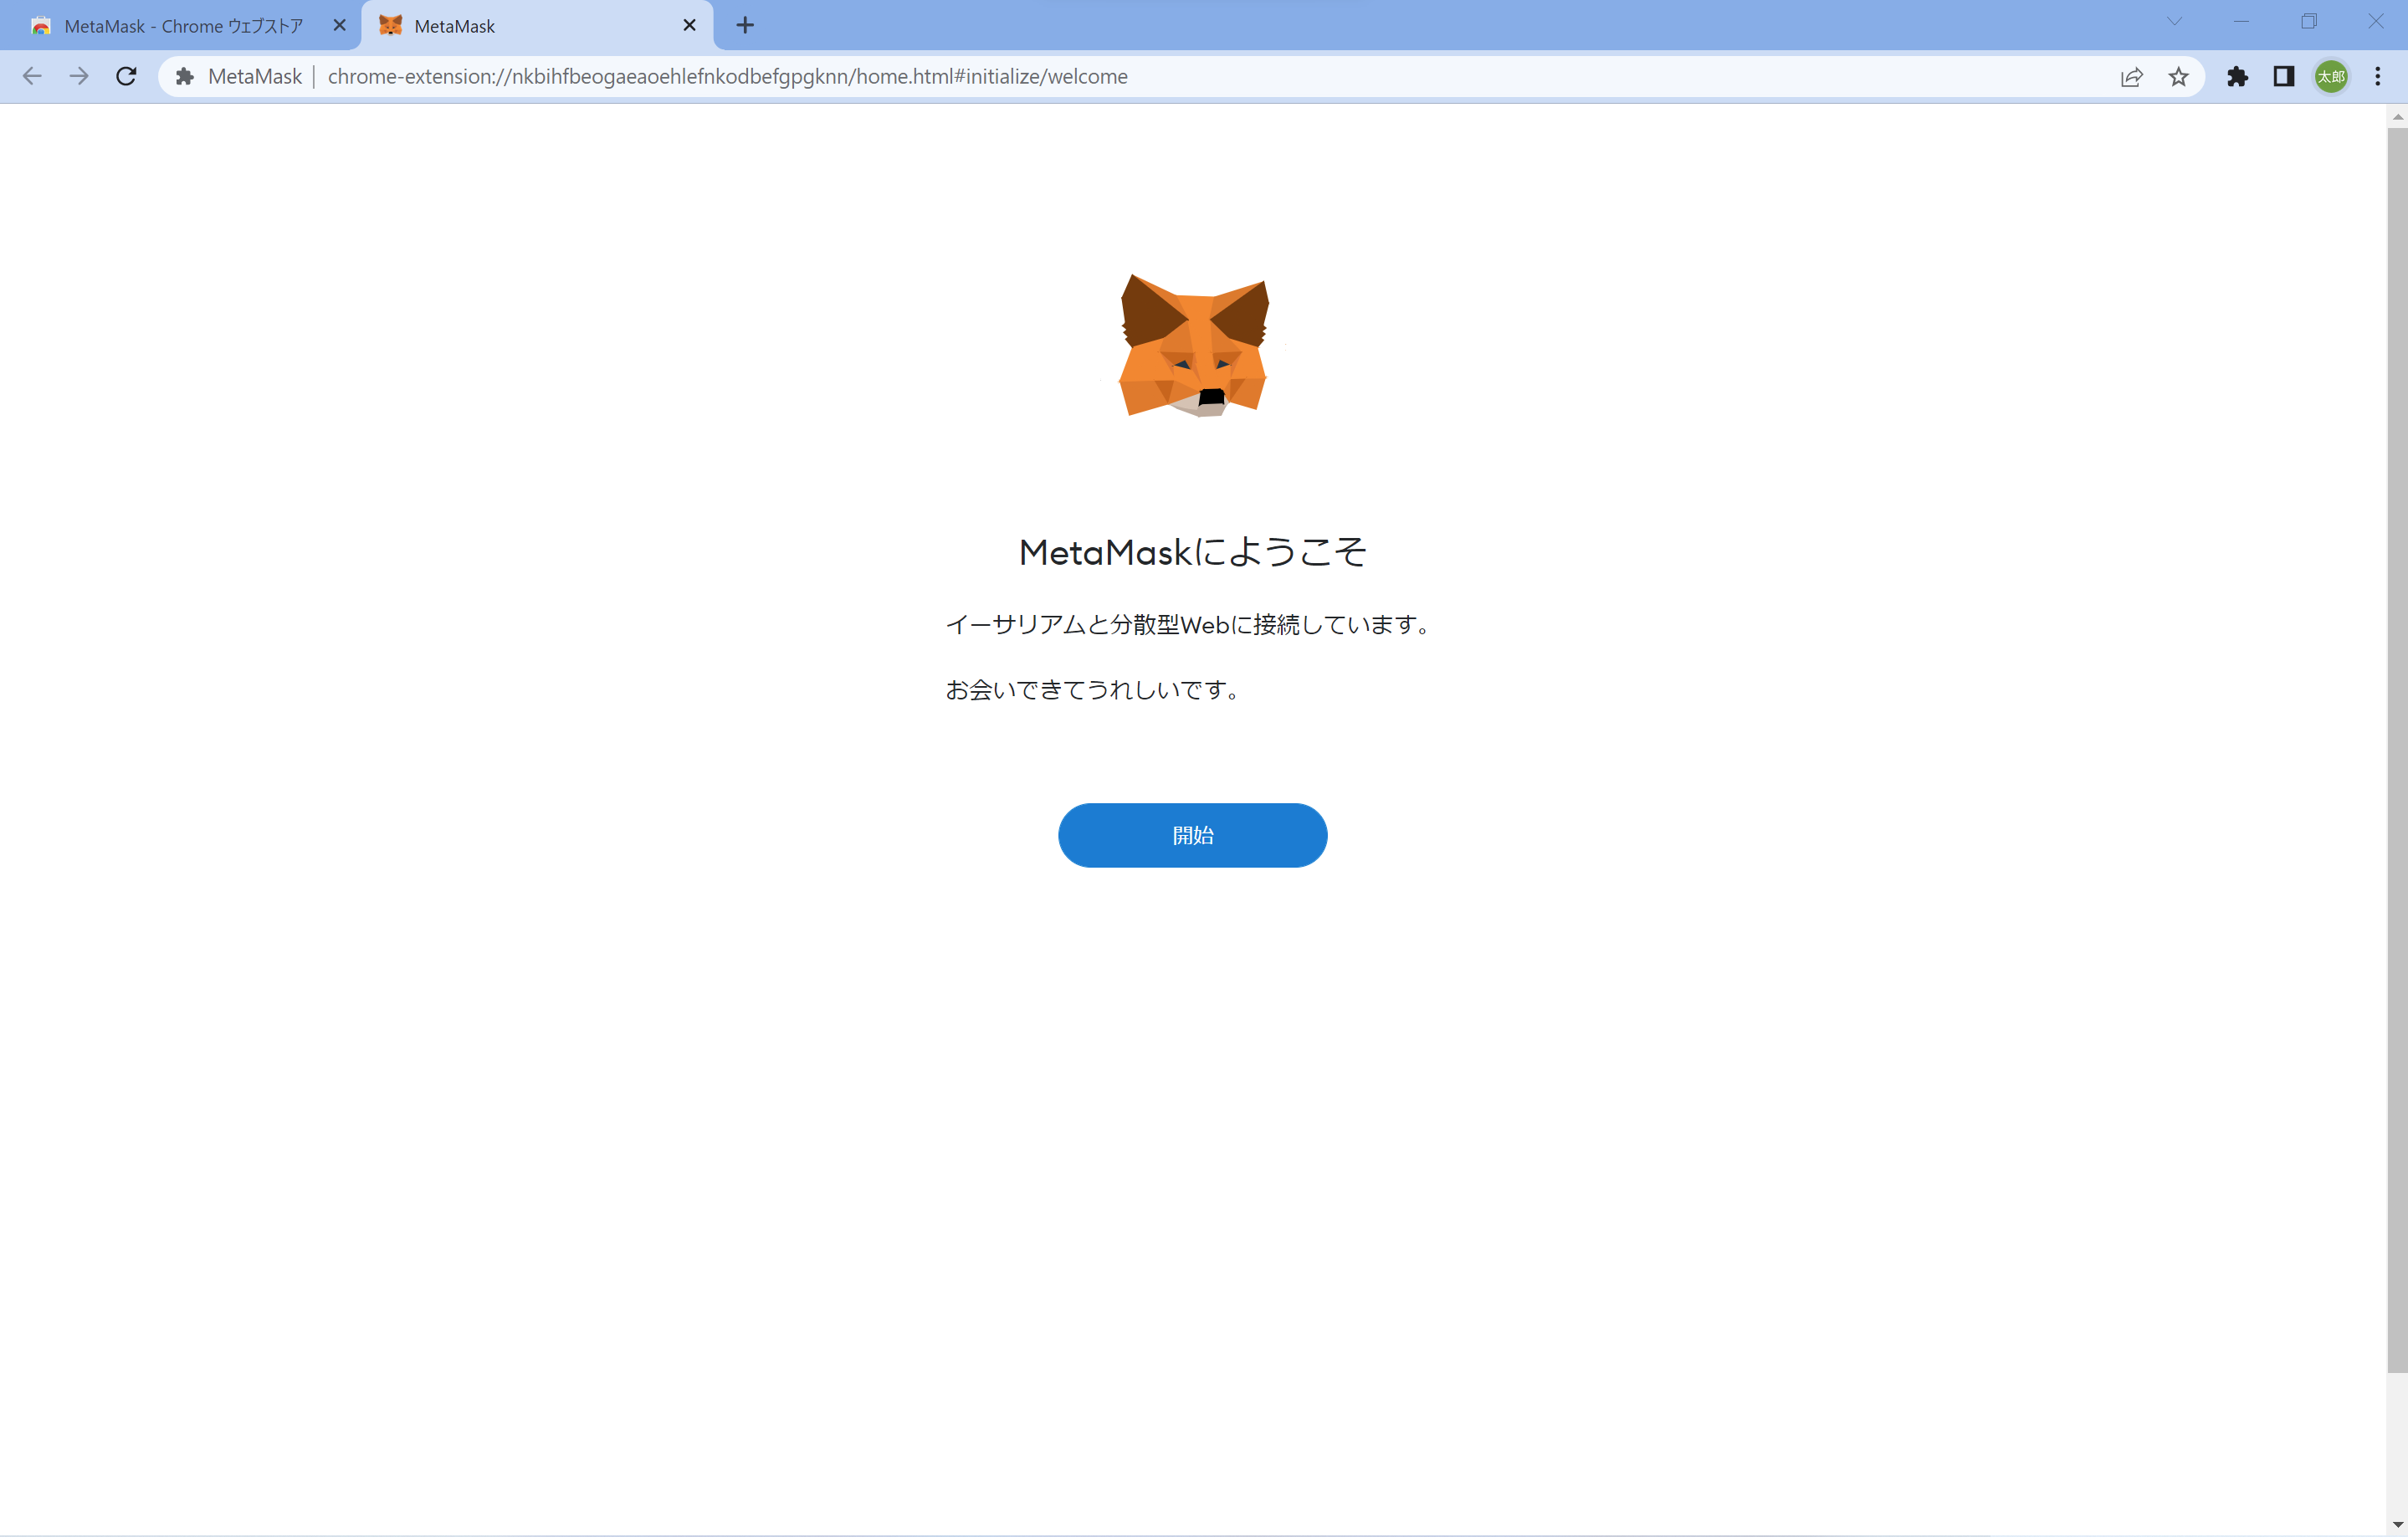 MetaMask - Chrome ウェブストア
MetaMask
MetaMask | chrome-extension://nkbihfbeogaeaoehlefnkodbefgpgknn/home.html#initialize/welcome
太郎
MetaMaskにようこそ
イーサリアムと分散型Webに接続しています。
お会いできてうれしいです。
開始